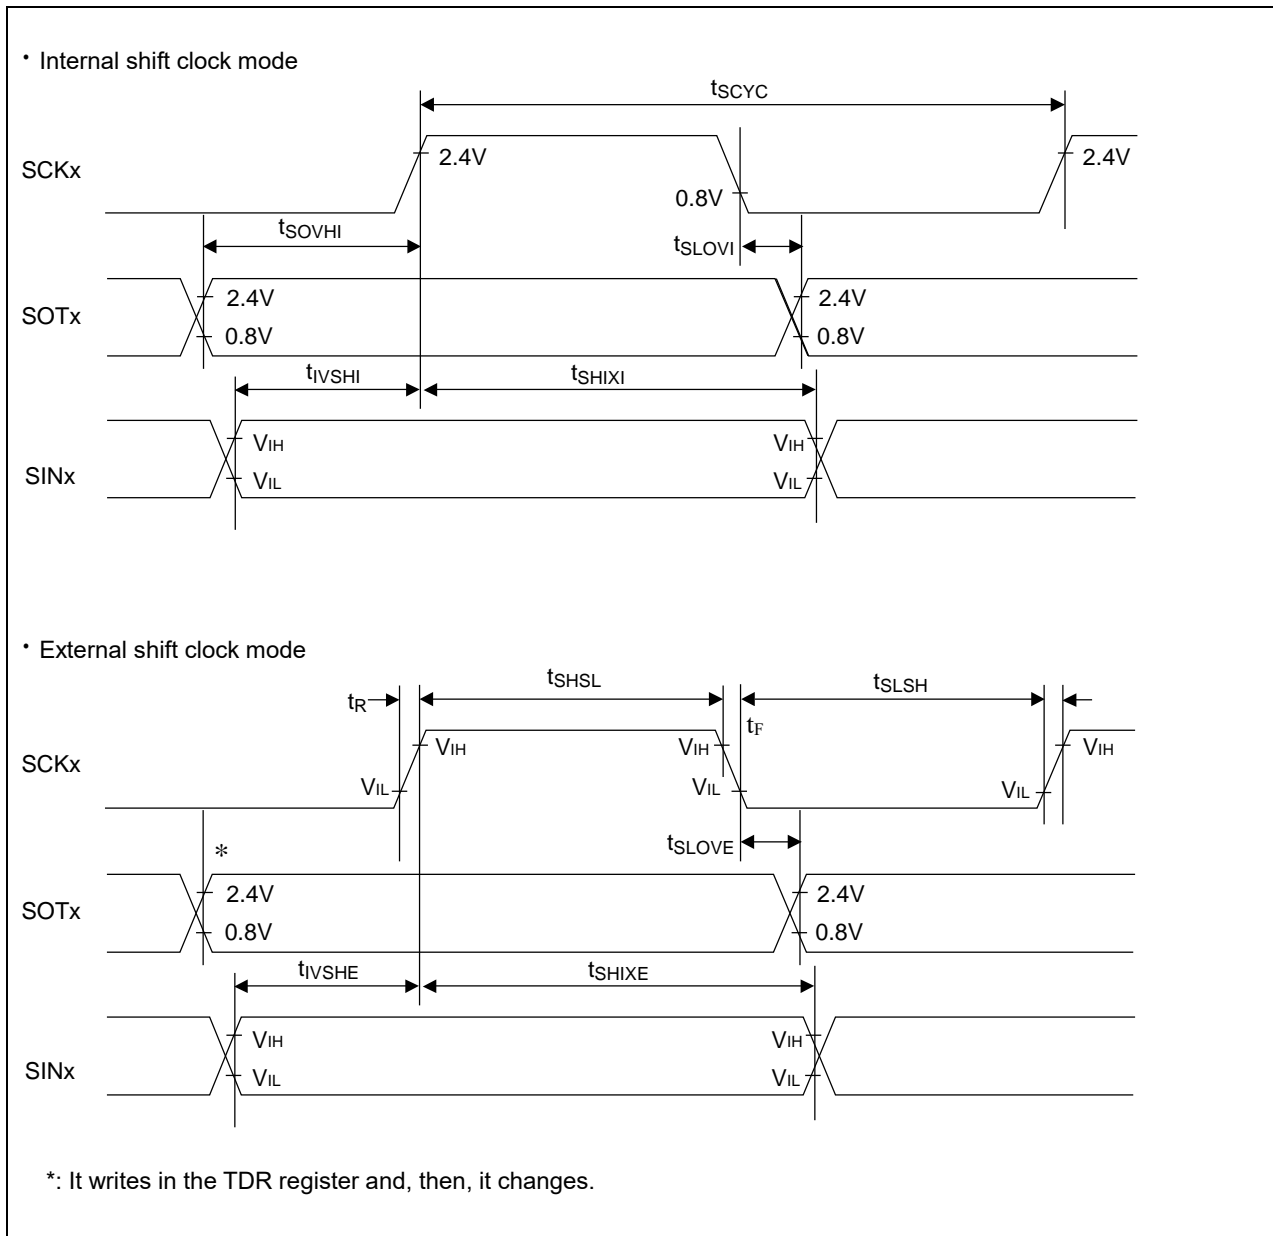 ・Internal shift clock mode
tSCYC
SCKx
2.4V
0.8V
2.4V
tSOVHI
tSLOVI
SOTx
2.4V
0.8V
2.4V
0.8V
tIVSHI
tSHIXI
SINx
VIH
VIL
VIH
VIL
・External shift clock mode
tR
tSHSL
tSLSH
tF
SCKx
VIH
VIL
VIH
VIL
VIH
VIL
tSLOVE
*
SOTx
2.4V
0.8V
2.4V
0.8V
tIVSHE
tSHIXE
SINx
VIH
VIL
VIH
VIL
*: It writes in the TDR register and, then, it changes.